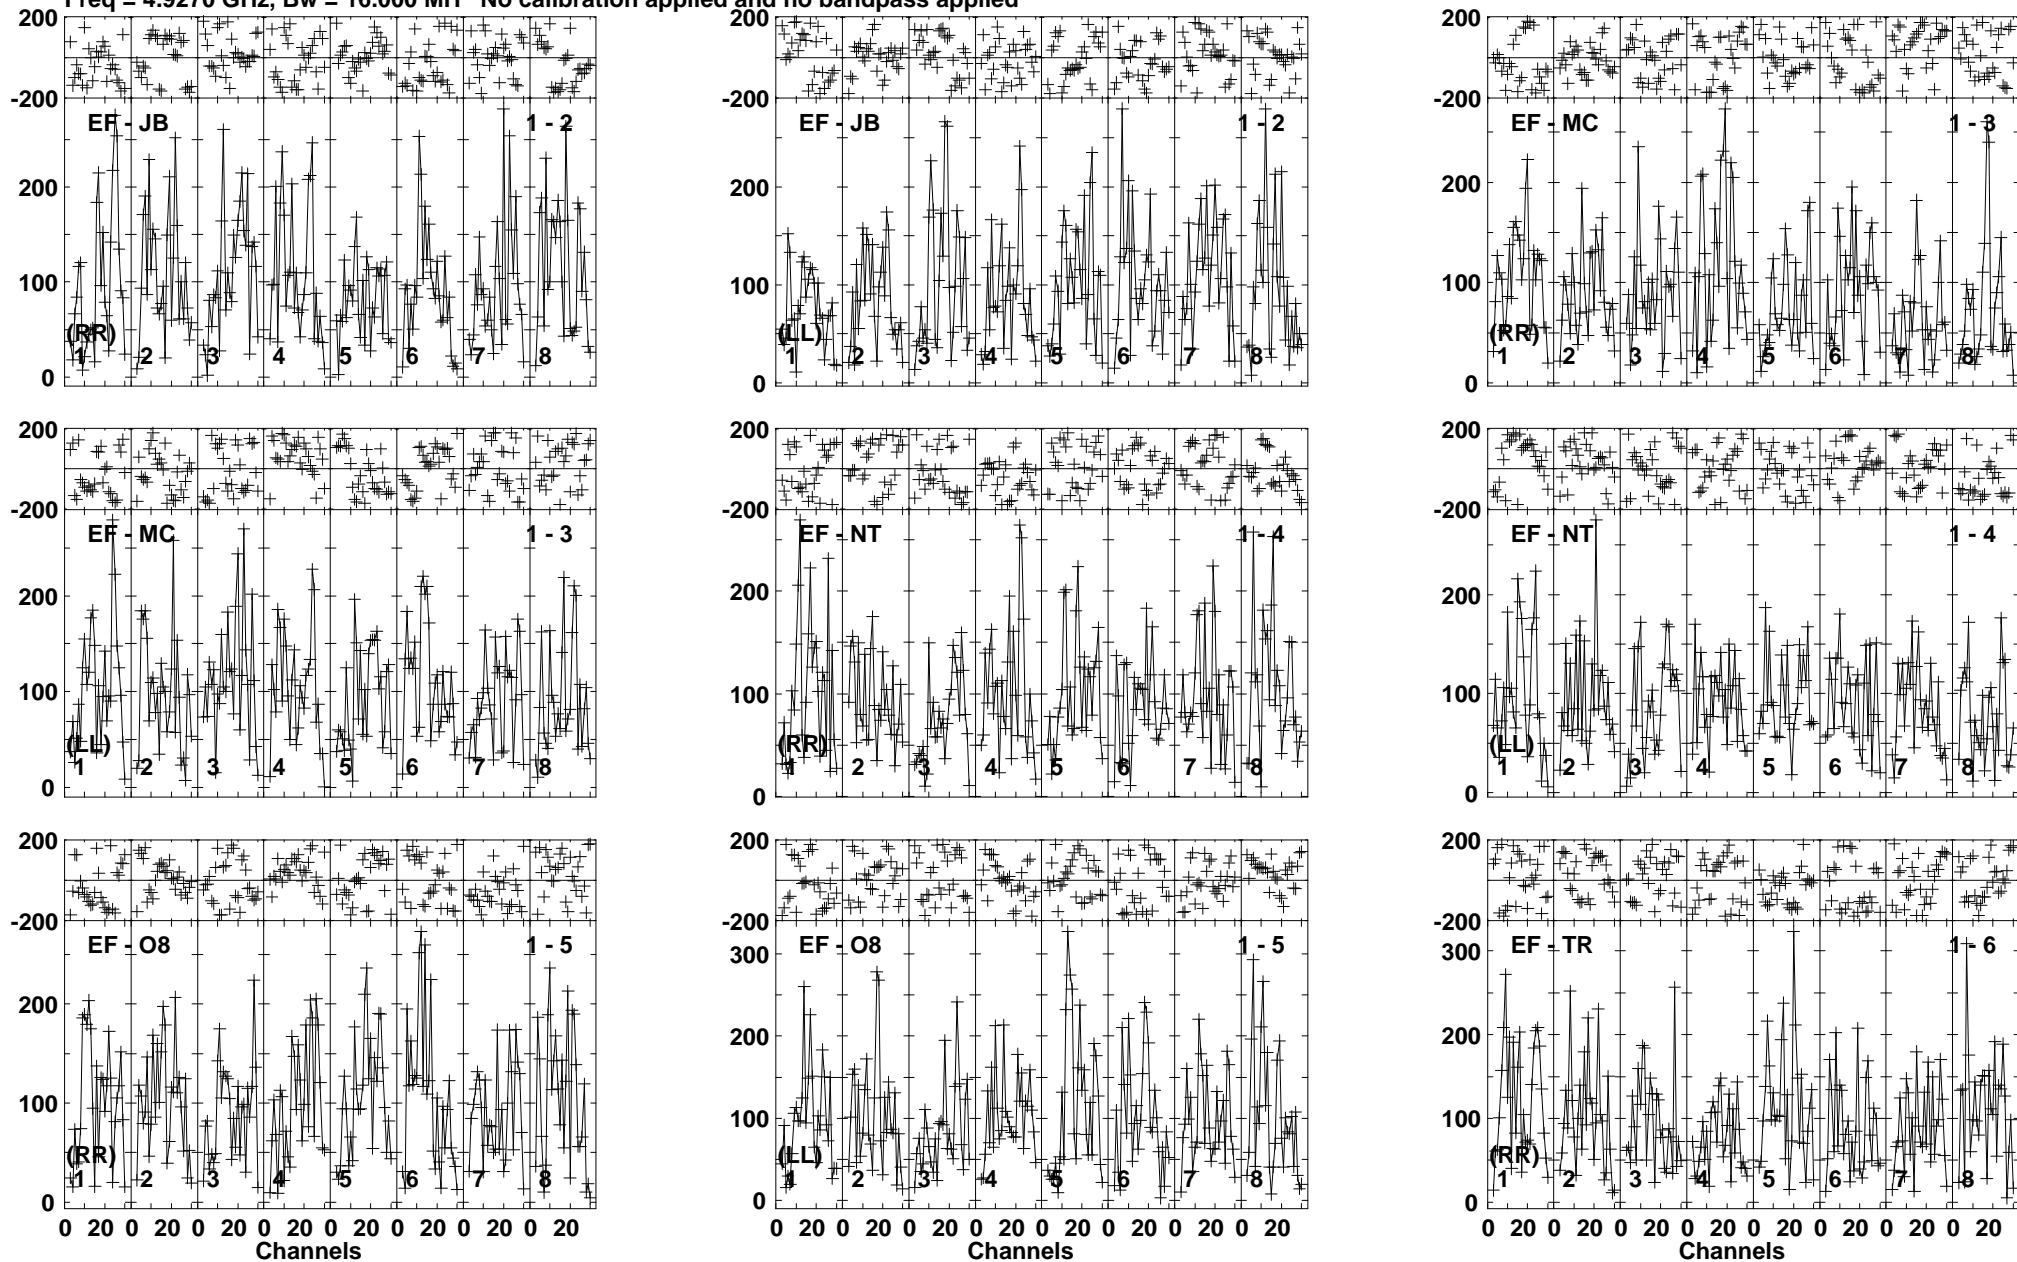 Freq = 4.9270 GHz, Bw = 16.000 MH No calibration applied and no bandpass applied
200 200 200
-200 -200 -200
EF - JB 1 - 2 EF - JB 1 - 2 EF - MC 1 - 3
200 200 200
100 100 100
(RR) (LL) (RR)
1 2 3 4 5 6 7 8 1 2 3 4 5 6 7 8 1 2 3 4 5 6 7 8
0 0 0
200 200 200
-200 -200 -200
EF - MC 1 - 3 EF - NT 1 - 4 EF - NT 1 - 4
200 200 200
100 100 100
(LL) (RR) (LL)
1 2 3 4 5 6 7 8 1 2 3 4 5 6 7 8 1 2 3 4 5 6 7 8
0 0 0
200 200 200
-200 -200 -200
EF - O8 1 - 5 EF - O8 1 - 5 EF - TR 1 - 6
300 300
200 200 200
100 100 100
(RR) (LL) (RR)
1 2 3 4 5 6 7 8 1 2 3 4 5 6 7 8 1 2 3 4 5 6 7 8
0 0 0
0 20 0 20 0 20 0 20 0 20 0 20 0 20 0 20 0 20 0 20 0 20 0 20 0 20 0 20 0 20 0 20 0 20 0 20 0 20 0 20 0 20 0 20 0 20 0 20
Channels Channels